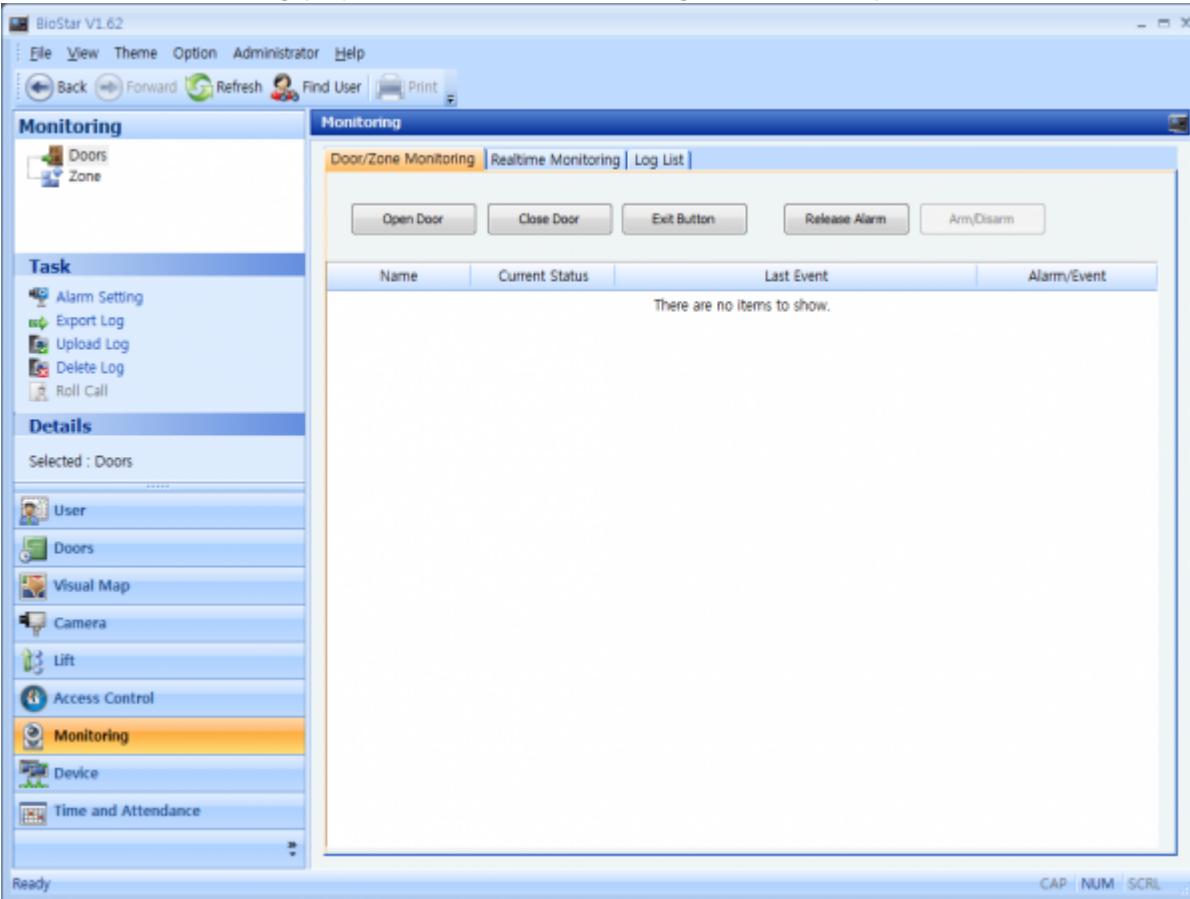 BioStar V1.62
File View Theme Option Administrator Help
Back Forward Refresh Find User Print
Monitoring
Doors
Zone
Task
Alarm Setting
Export Log
Upload Log
Delete Log
Roll Call
Details
Selected : Doors
User
Doors
Visual Map
Camera
Lift
Access Control
Monitoring
Device
Time and Attendance
Monitoring
Door/Zone Monitoring Realtime Monitoring Log List
Open Door Close Door Exit Button Release Alarm Arm/Disarm
Name Current Status Last Event Alarm/Event
There are no items to show.
Ready CAP NUM SCRL